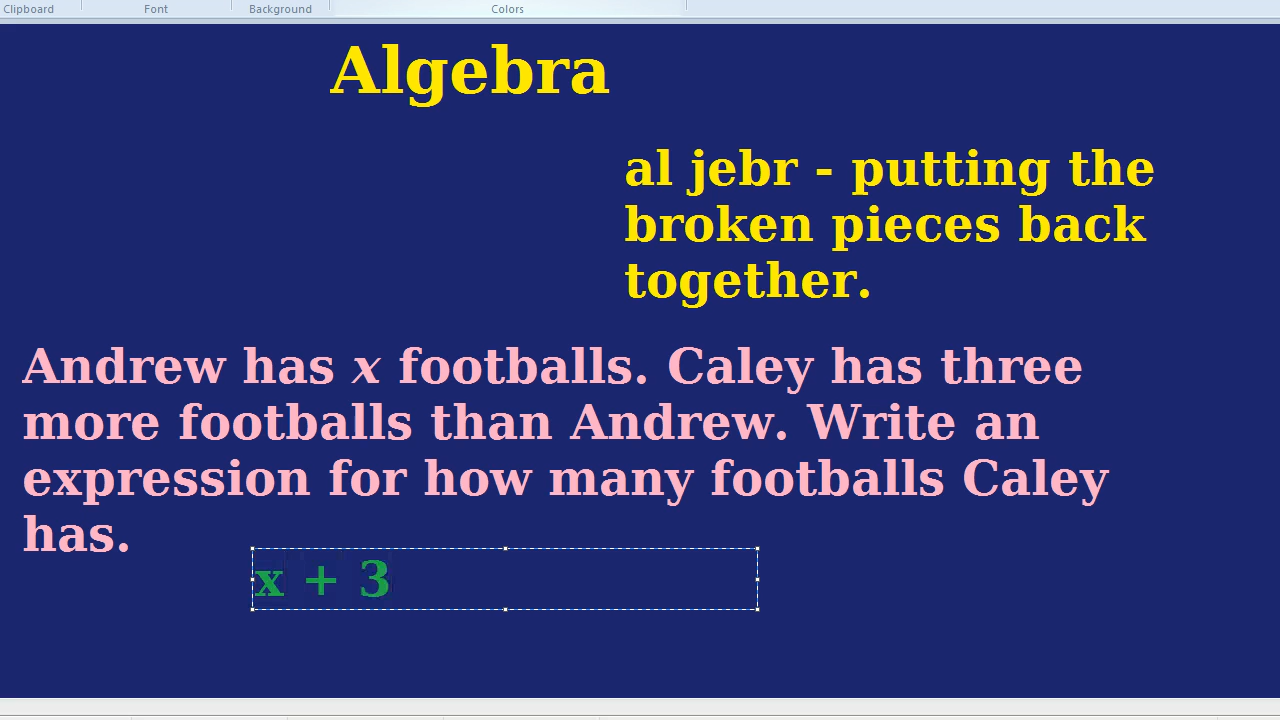 Clipboard Font Background Colors
Algebra
al jebr - putting the
broken pieces back
together.
Andrew has x footballs. Caley has three
more footballs than Andrew. Write an
expression for how many footballs Caley
has.
x + 3